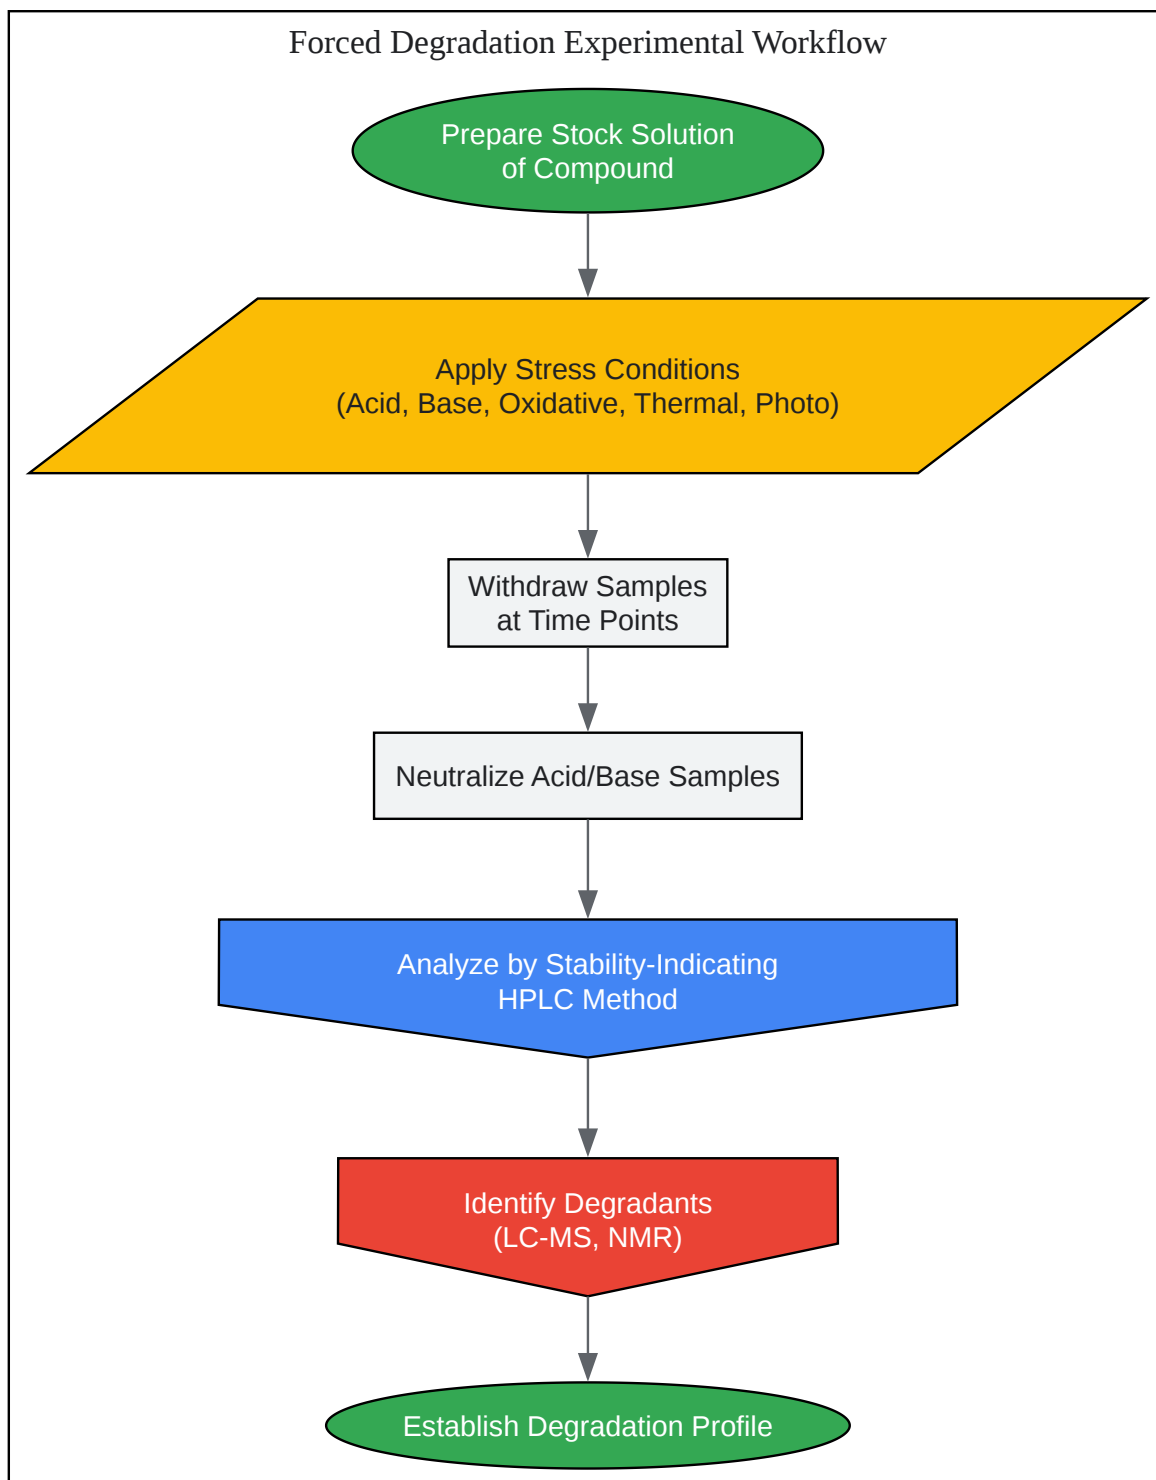 Forced Degradation Experimental Workflow
Prepare Stock Solution
of Compound
Apply Stress Conditions
(Acid, Base, Oxidative, Thermal, Photo)
Withdraw Samples
at Time Points
Neutralize Acid/Base Samples
Analyze by Stability-Indicating
HPLC Method
Identify Degradants
(LC-MS, NMR)
Establish Degradation Profile